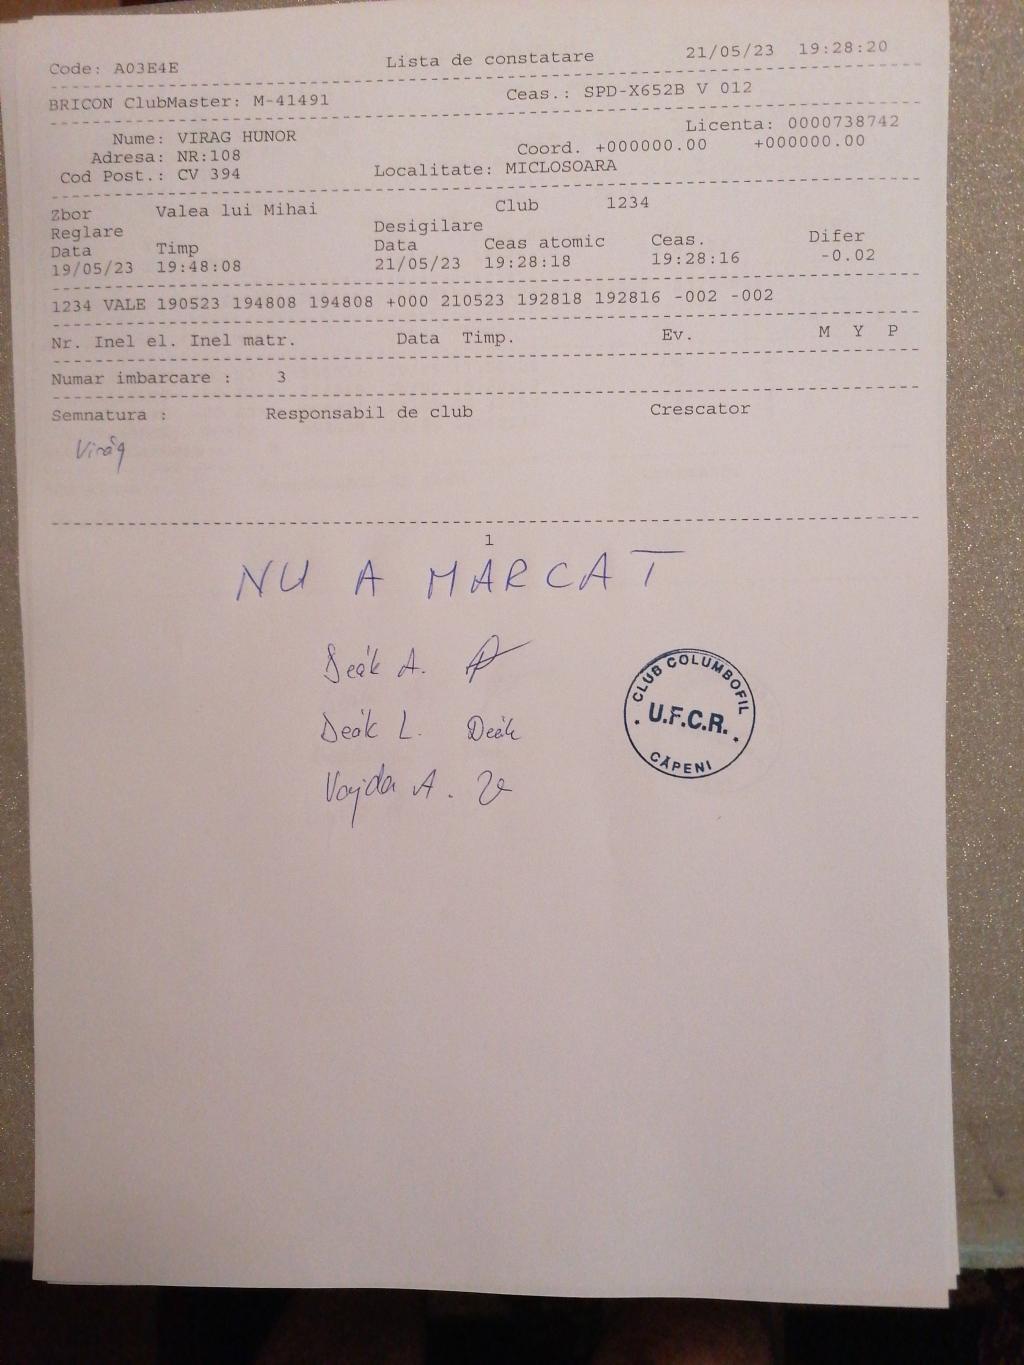 Code: A03E4E Lista de constatare 21/05/23 19:28:20
BRICON ClubMaster: M-41491 Ceas.: SPD-X652B V 012
Nume: VIRAG HUNOR Licenta: 0000738742
Adresa: NR:108 Coord. +000000.00 +000000.00
Cod Post.: CV 394 Localitate: MICLOSOARA
Zbor Valea lui Mihai Club 1234
Reglare Desigilare
Data Timp Data Ceas atomic Ceas. Difer
19/05/23 19:48:08 21/05/23 19:28:18 19:28:16 -0.02
1234 VALE 190523 194808 194808 +000 210523 192818 192816 -002 -002
Nr. Inel el. Inel matr. Data Timp. Ev. M Y P
Numar imbarcare : 3
Semnatura : Responsabil de club Crescator
Virág
1
NU A MARCAT
Deák A.
Deák L. Deák
Vajda A.
CLUB COLUMBOFIL
U.F.C.R.
CĂPENI